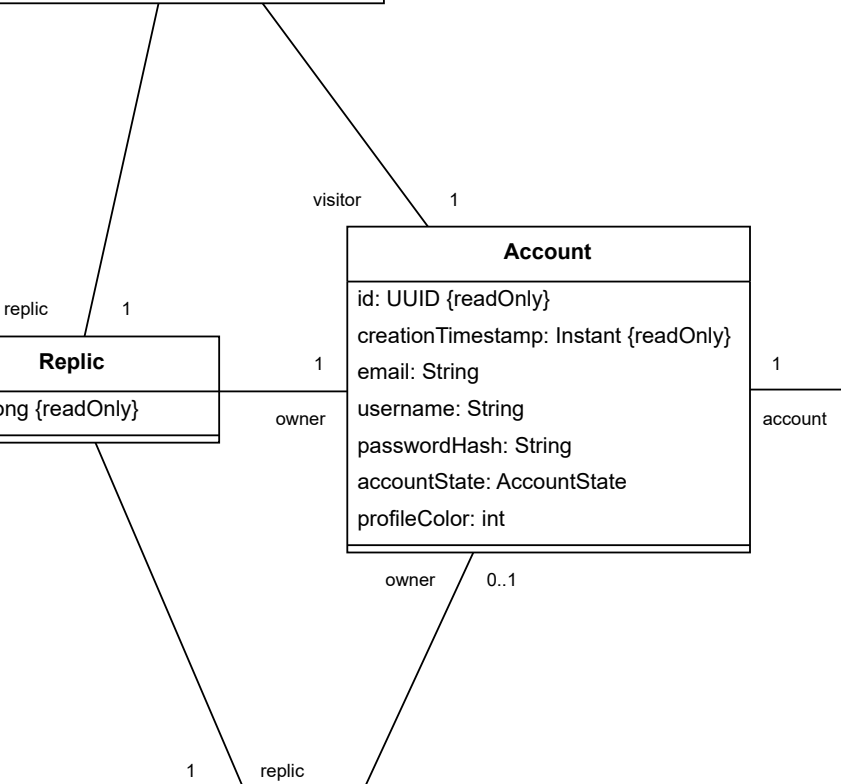 visitor 1
Account
id: UUID {readOnly}
creationTimestamp: Instant {readOnly}
email: String
username: String
passwordHash: String
accountState: AccountState
profileColor: int
replic 1
Replic
{readOnly}
1
owner
1
account
owner 0..1
1 replic